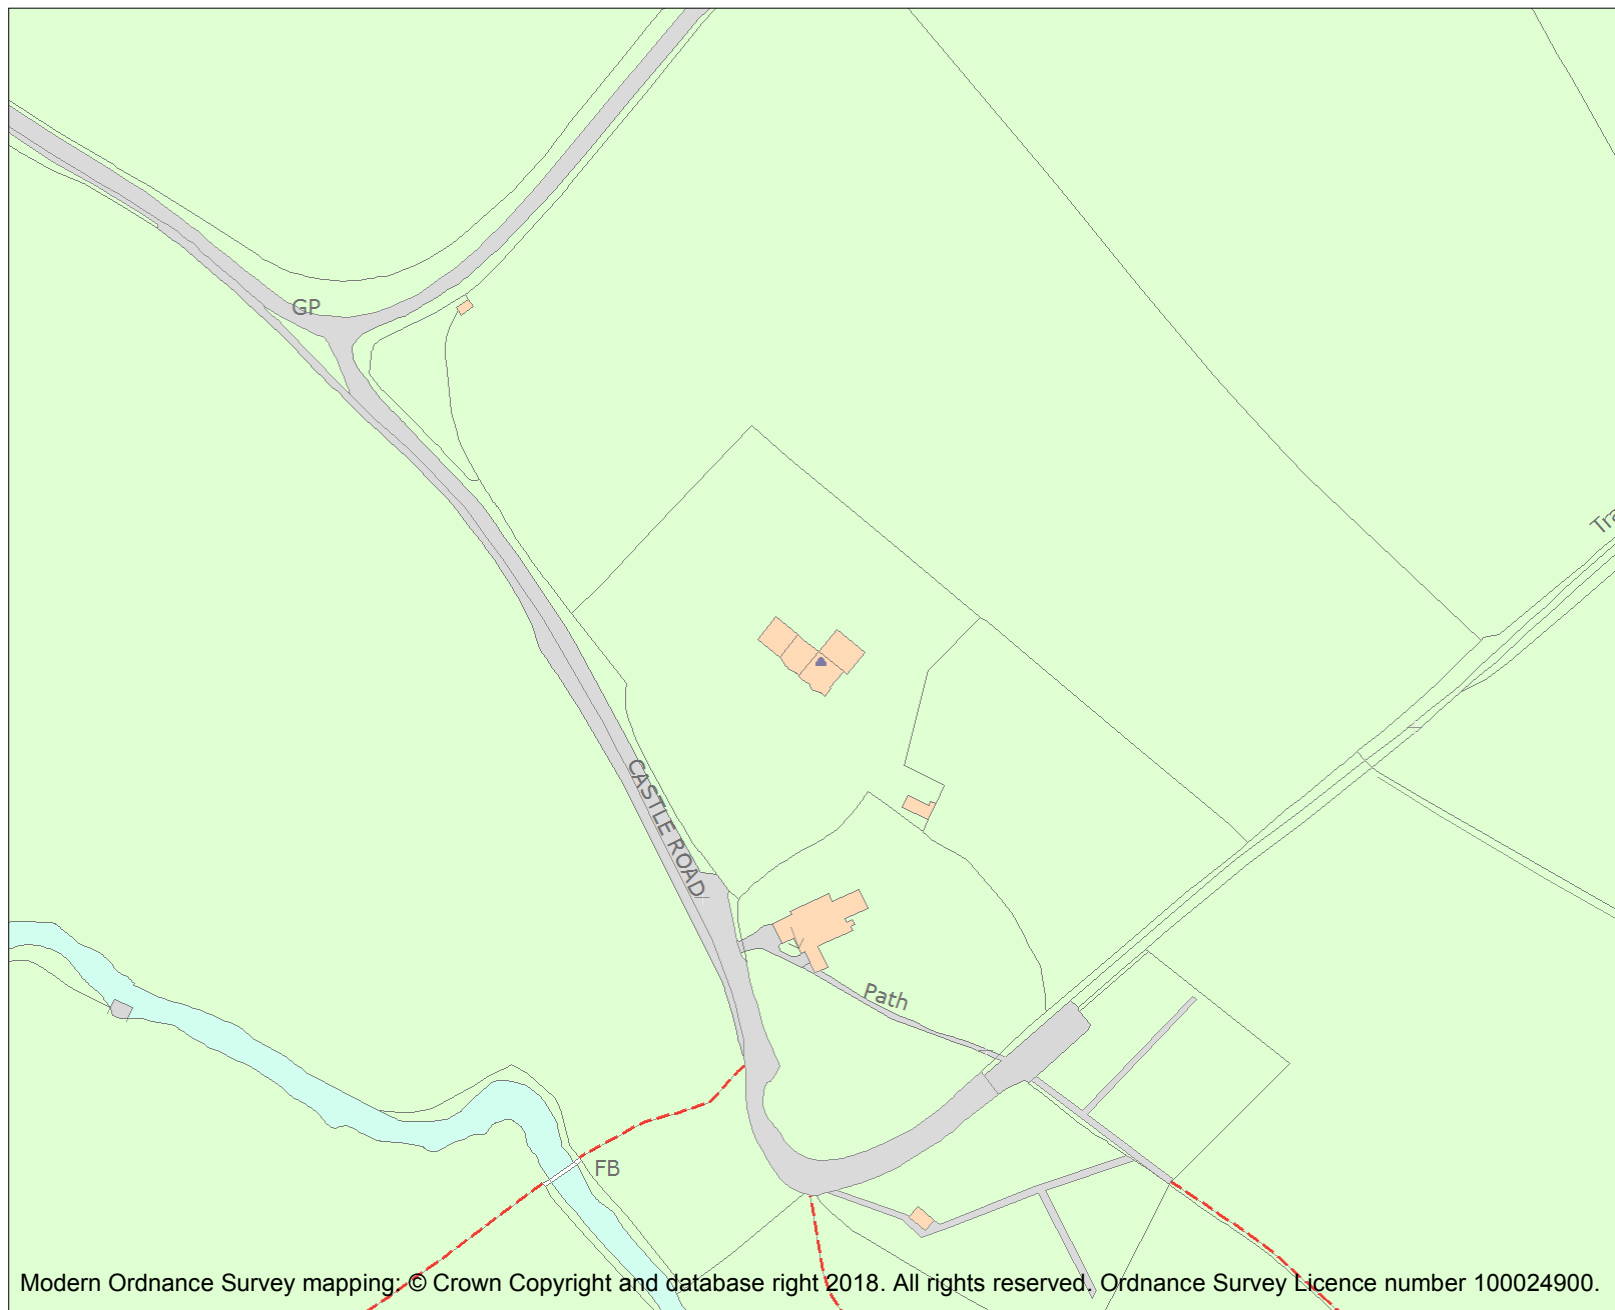 GP
Tra
CASTLE ROAD
Path
FB
Modern Ordnance Survey mapping: © Crown Copyright and database right 2018. All rights reserved. Ordnance Survey Licence number 100024900.